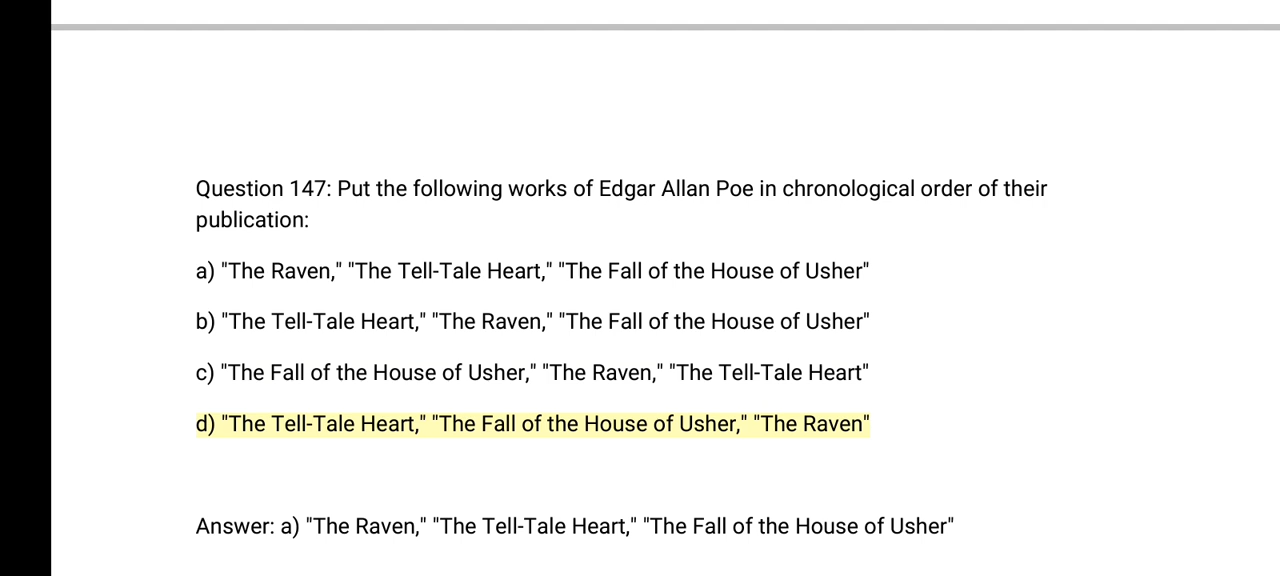 Question 147: Put the following works of Edgar Allan Poe in chronological order of their
publication:
a) "The Raven," "The Tell-Tale Heart," "The Fall of the House of Usher"
b) "The Tell-Tale Heart," "The Raven," "The Fall of the House of Usher"
c) "The Fall of the House of Usher," "The Raven," "The Tell-Tale Heart"
d) "The Tell-Tale Heart," "The Fall of the House of Usher," "The Raven"
Answer: a) "The Raven," "The Tell-Tale Heart," "The Fall of the House of Usher"